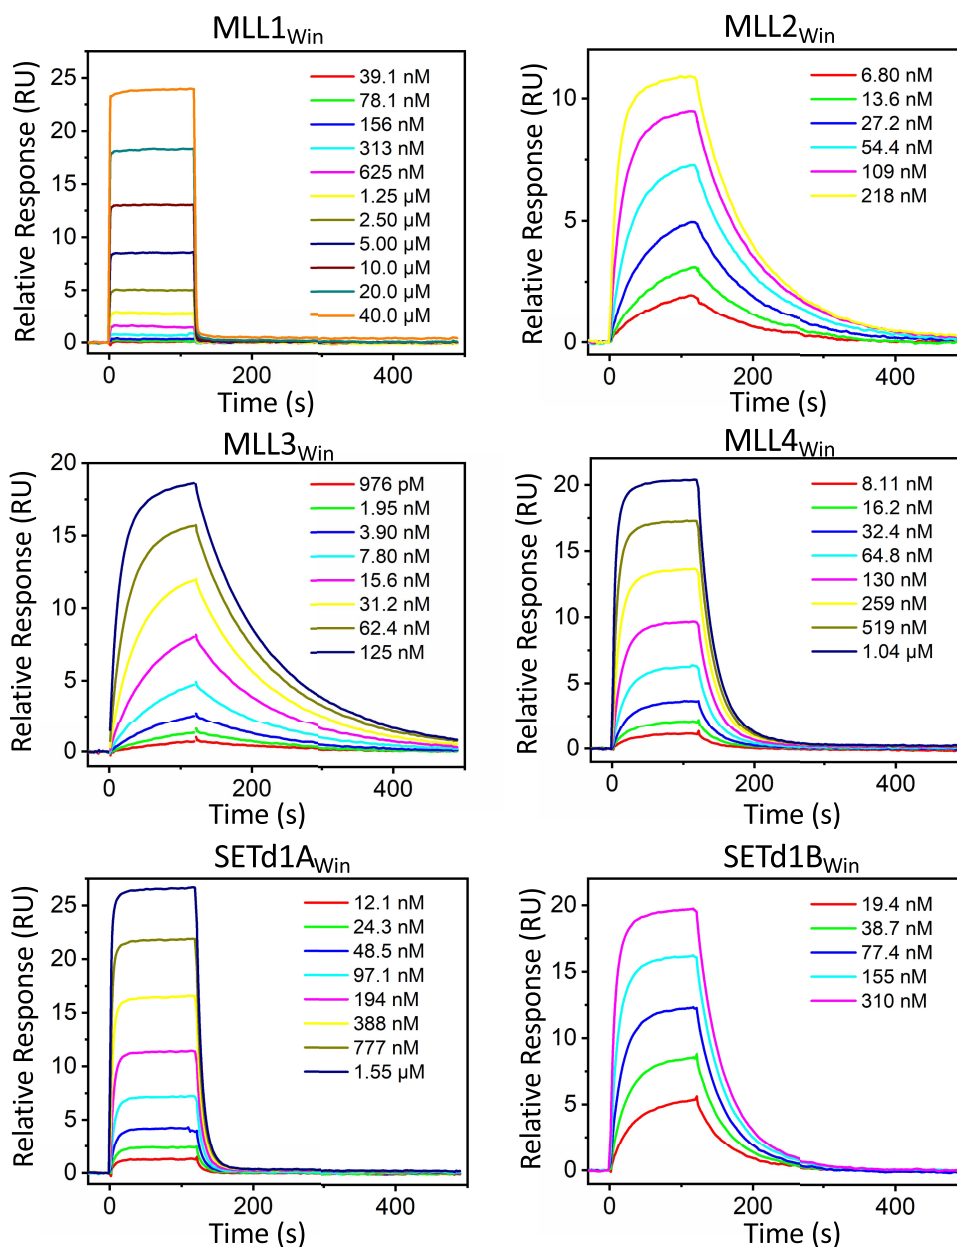 MLL1Win
Relative Response (RU)
25
20
15
10
5
0
0
200
400
Time (s)
39.1 nM
78.1 nM
156 nM
313 nM
625 nM
1.25 µM
2.50 µM
5.00 µM
10.0 µM
20.0 µM
40.0 µM
MLL2Win
Relative Response (RU)
10
5
0
0
200
400
Time (s)
6.80 nM
13.6 nM
27.2 nM
54.4 nM
109 nM
218 nM
MLL3Win
Relative Response (RU)
20
15
10
5
0
0
200
400
Time (s)
976 pM
1.95 nM
3.90 nM
7.80 nM
15.6 nM
31.2 nM
62.4 nM
125 nM
MLL4Win
Relative Response (RU)
20
15
10
5
0
0
200
400
Time (s)
8.11 nM
16.2 nM
32.4 nM
64.8 nM
130 nM
259 nM
519 nM
1.04 µM
SETd1AWin
Relative Response (RU)
25
20
15
10
5
0
0
200
400
Time (s)
12.1 nM
24.3 nM
48.5 nM
97.1 nM
194 nM
388 nM
777 nM
1.55 µM
SETd1BWin
Relative Response (RU)
20
15
10
5
0
0
200
400
Time (s)
19.4 nM
38.7 nM
77.4 nM
155 nM
310 nM